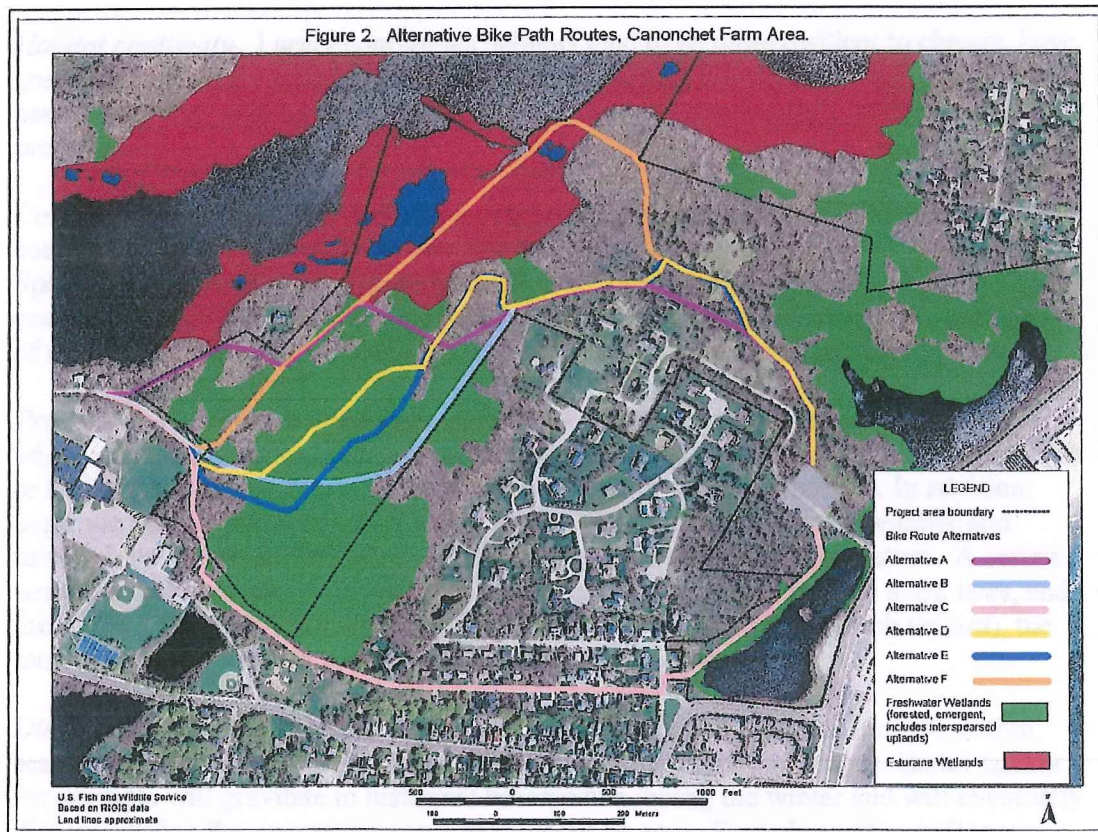 Figure 2. Alternative Bike Path Routes, Canonchet Farm Area.
LEGEND
Project area boundary
Bike Route Alternatives
Alternative A
Alternative B
Alternative C
Alternative D
Alternative E
Alternative F
Freshwater Wetlands
(forested, emergent,
includes interspearsed
uplands)
Esturaine Wetlands
U.S. Fish and Wildlife Service
Based on RIGIG data
Land lines approximate
500 0 500 1000 Feet
100 0 100 200 Meters